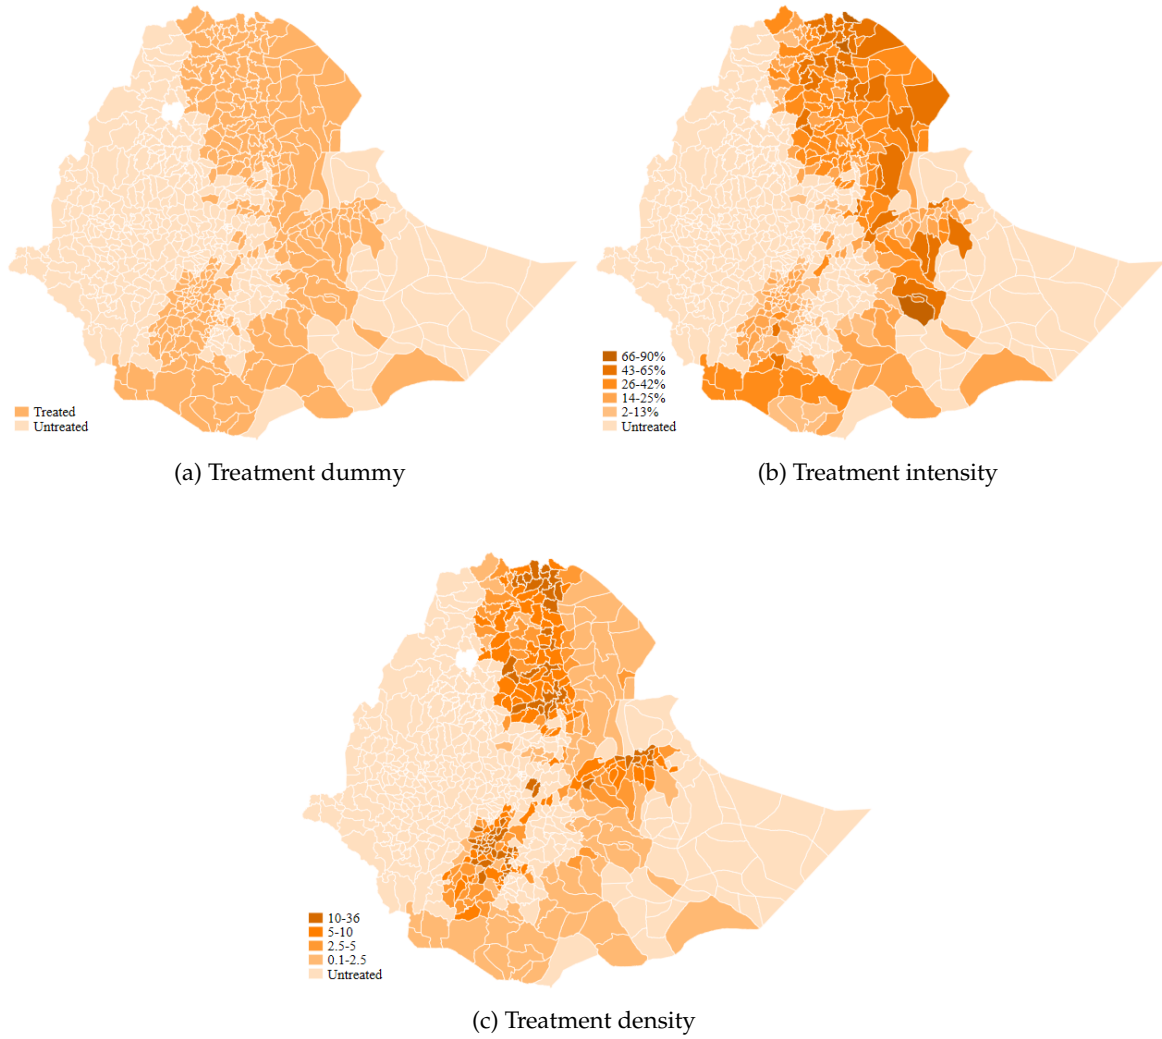 Treated
Untreated
(a) Treatment dummy
66-90%
43-65%
26-42%
14-25%
2-13%
Untreated
(b) Treatment intensity
10-36
5-10
2.5-5
0.1-2.5
Untreated
(c) Treatment density